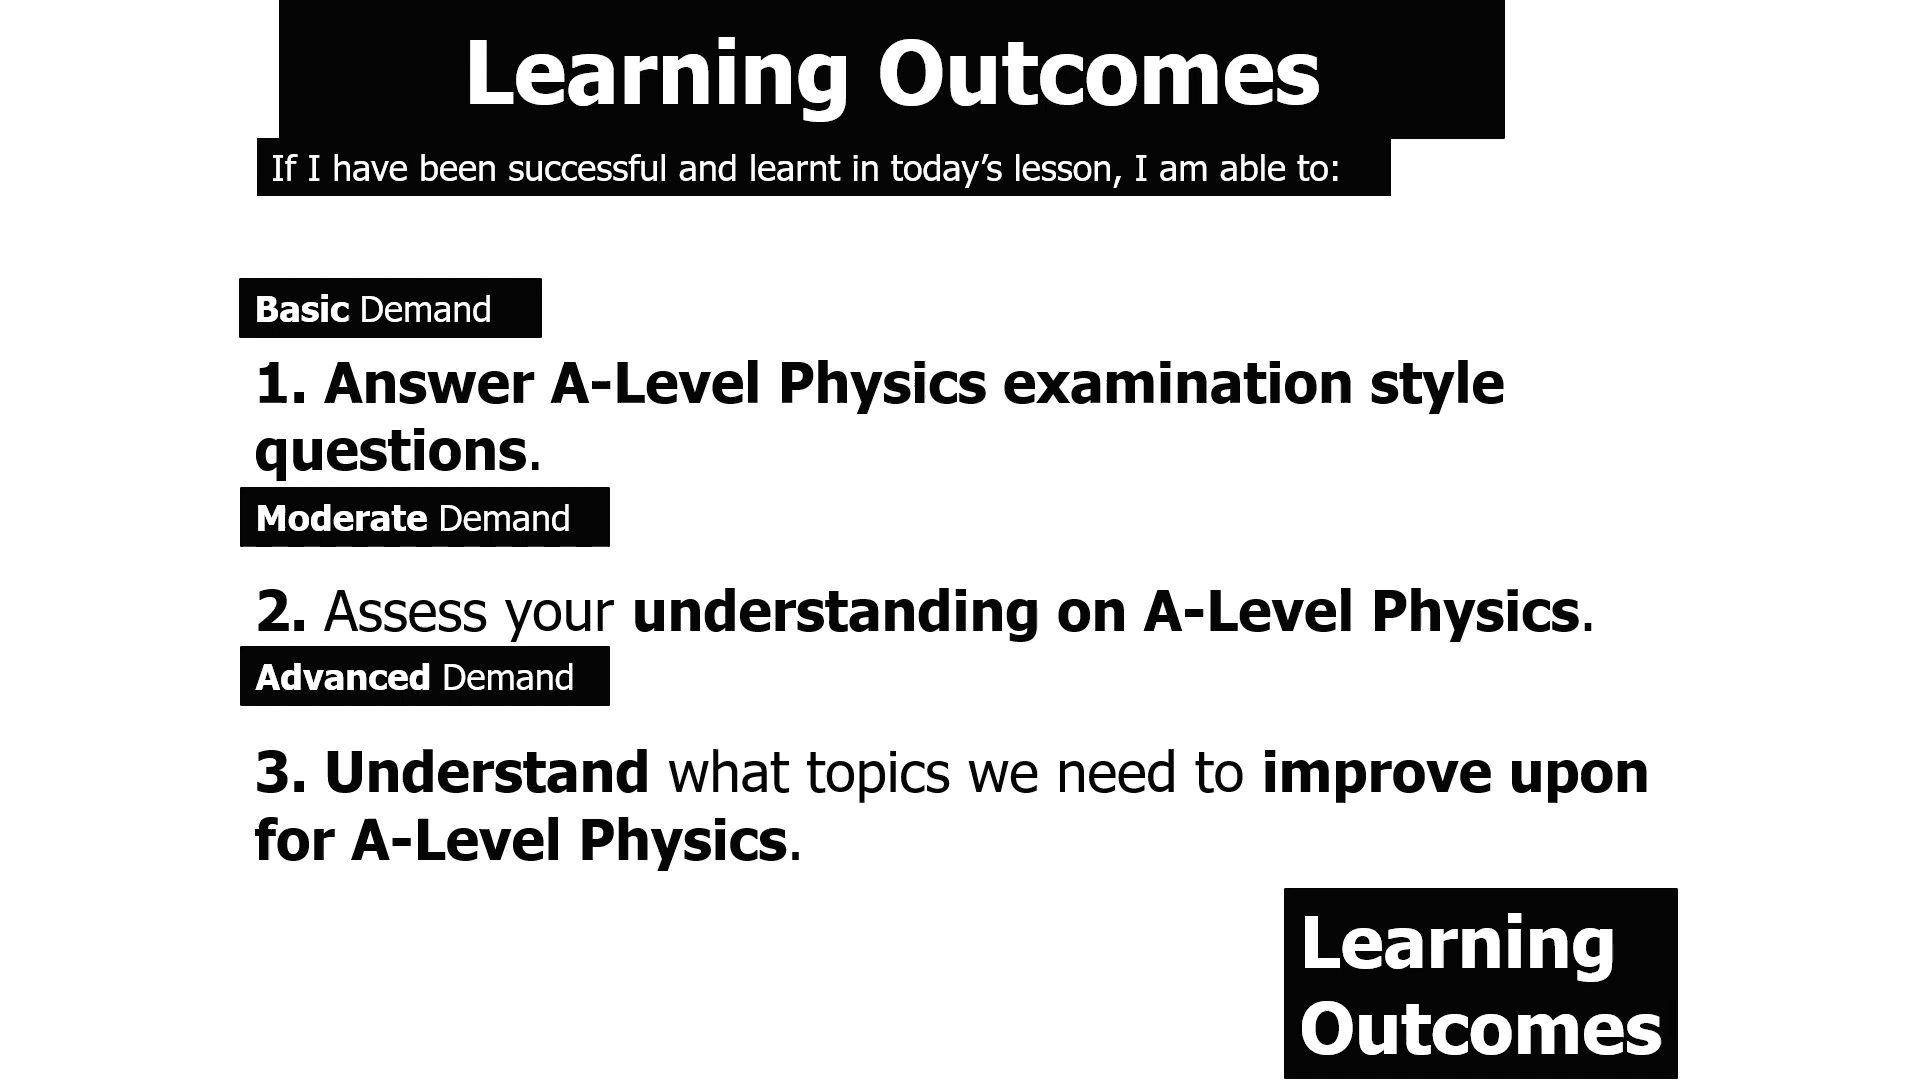 Learning Outcomes
If I have been successful and learnt in today’s lesson, I am able to:
Basic Demand
1. Answer A-Level Physics examination style
questions.
Moderate Demand
2. Assess your understanding on A-Level Physics.
Advanced Demand
3. Understand what topics we need to improve upon
for A-Level Physics.
Learning
Outcomes